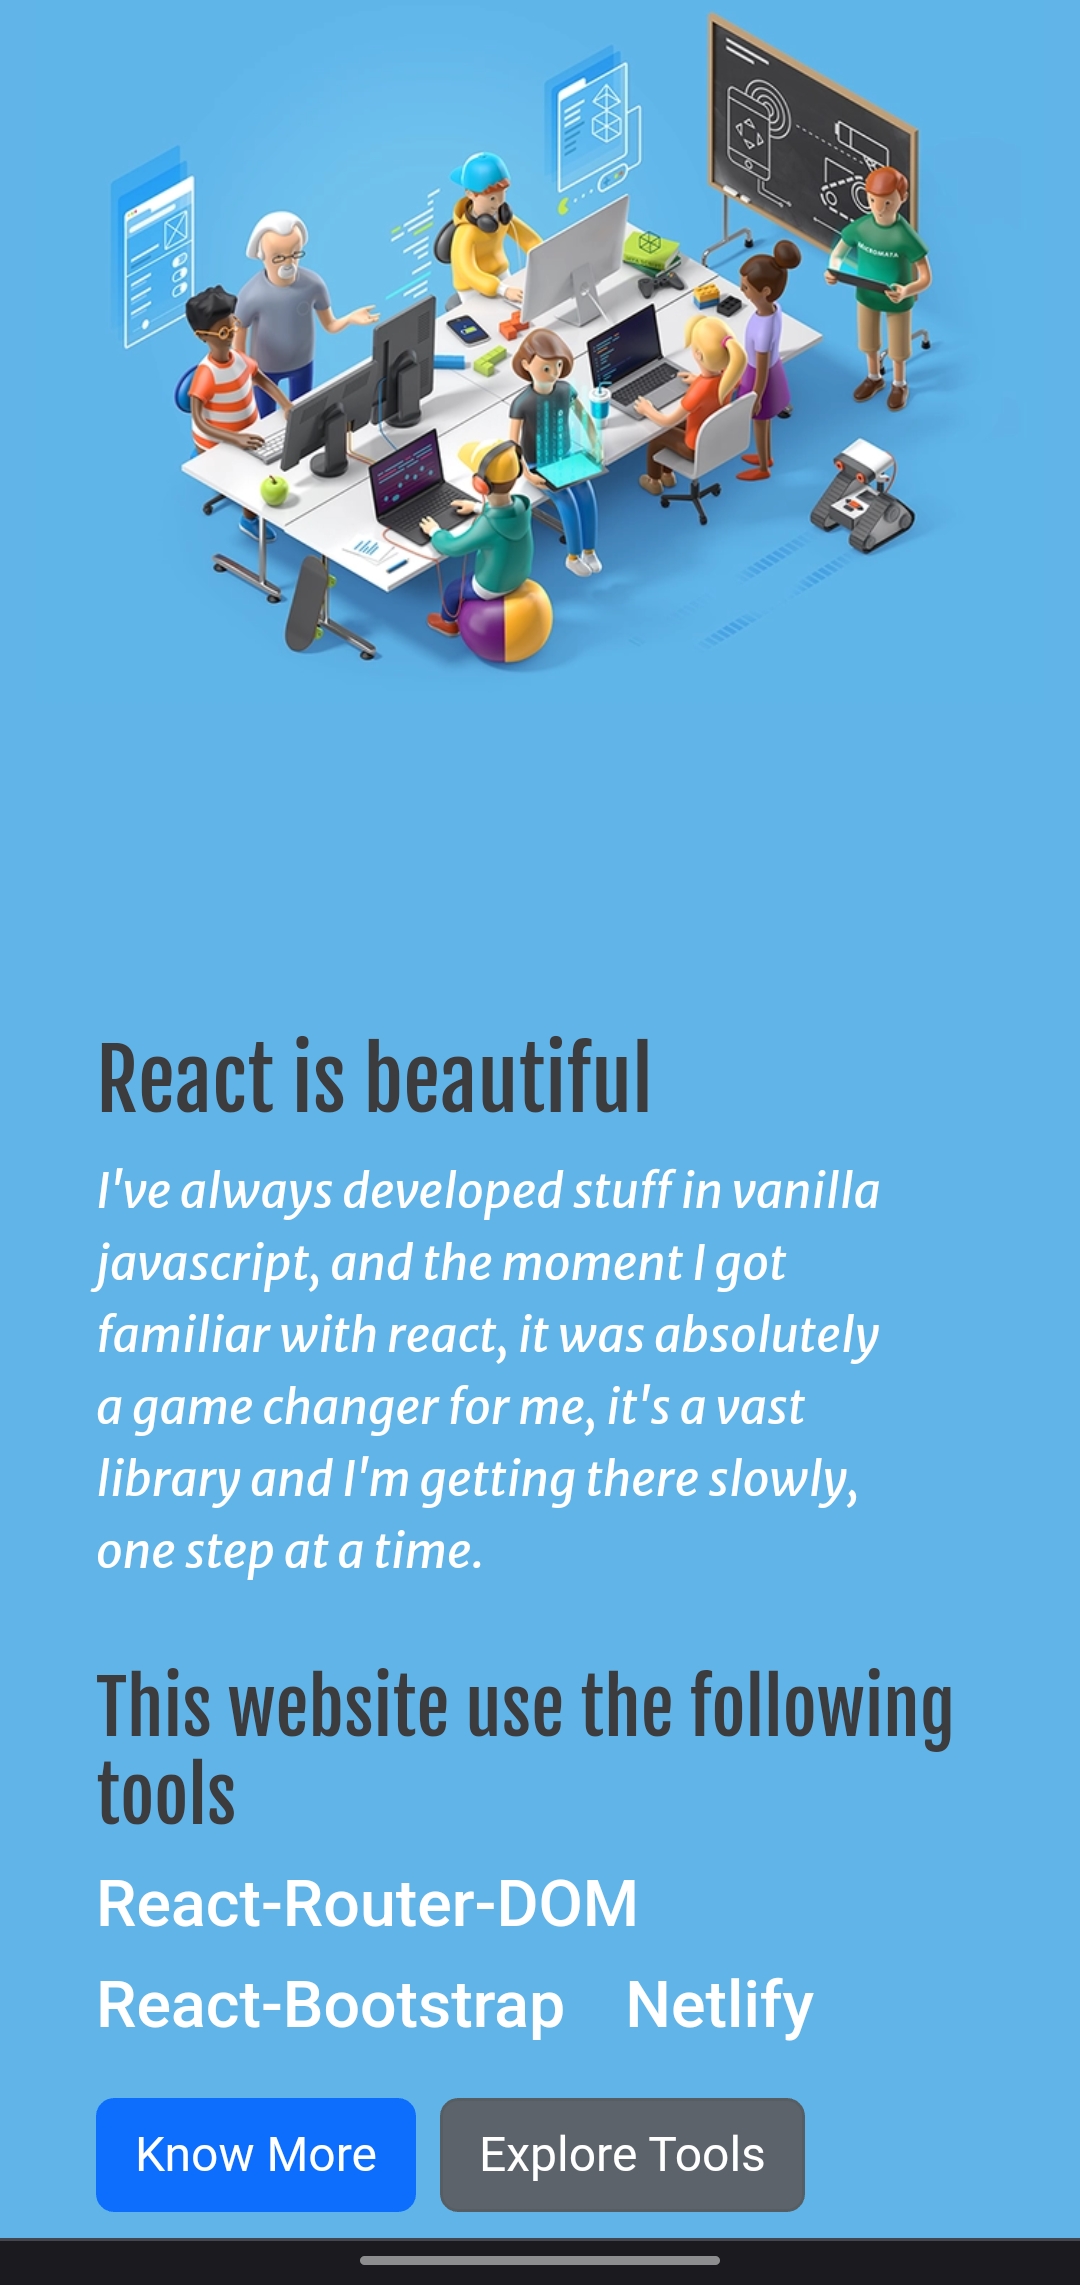 MICROMATA
React is beautiful
I've always developed stuff in vanilla
javascript, and the moment I got
familiar with react, it was absolutely
a game changer for me, it's a vast
library and I'm getting there slowly,
one step at a time.
This website use the following
tools
React-Router-DOM
React-Bootstrap Netlify
Know More Explore Tools